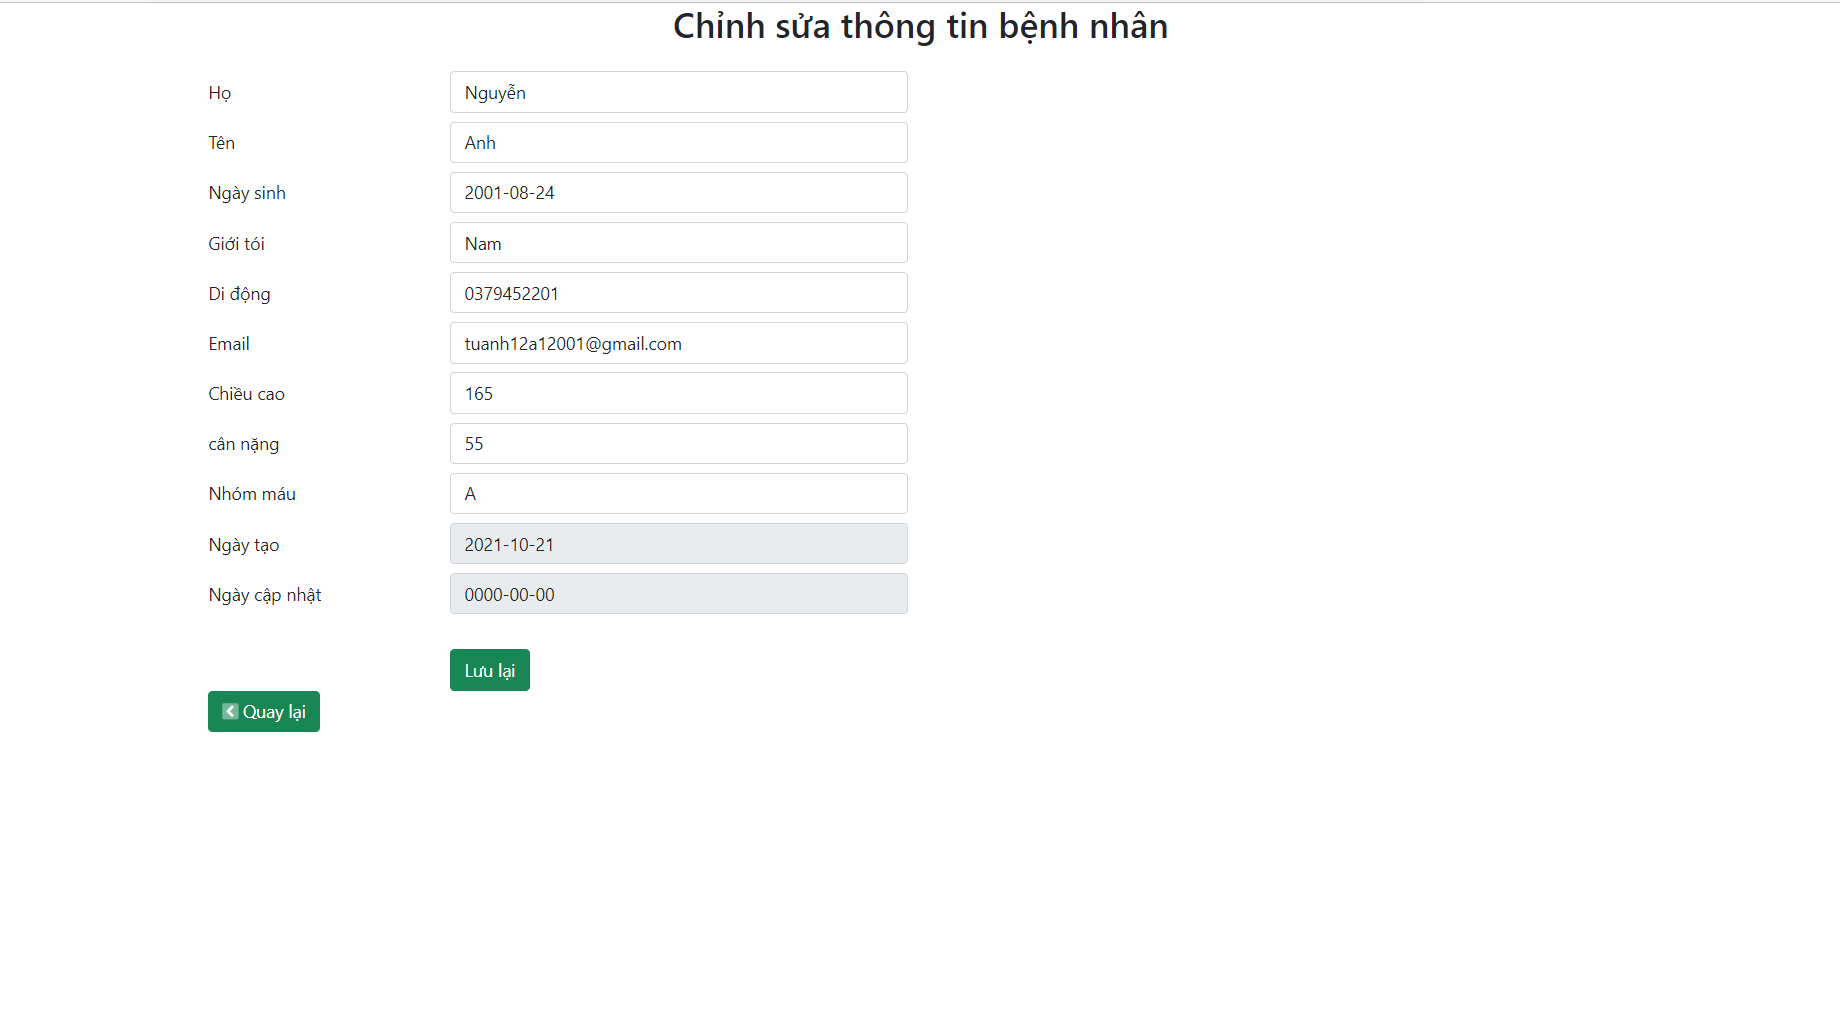 Chỉnh sửa thông tin bệnh nhân
Họ Nguyễn
Tên Anh
Ngày sinh 2001-08-24
Giới tói Nam
Di động 0379452201
Email tuanh12a12001@gmail.com
Chiều cao 165
cân nặng 55
Nhóm máu A
Ngày tạo 2021-10-21
Ngày cập nhật 0000-00-00
Lưu lại
Quay lại